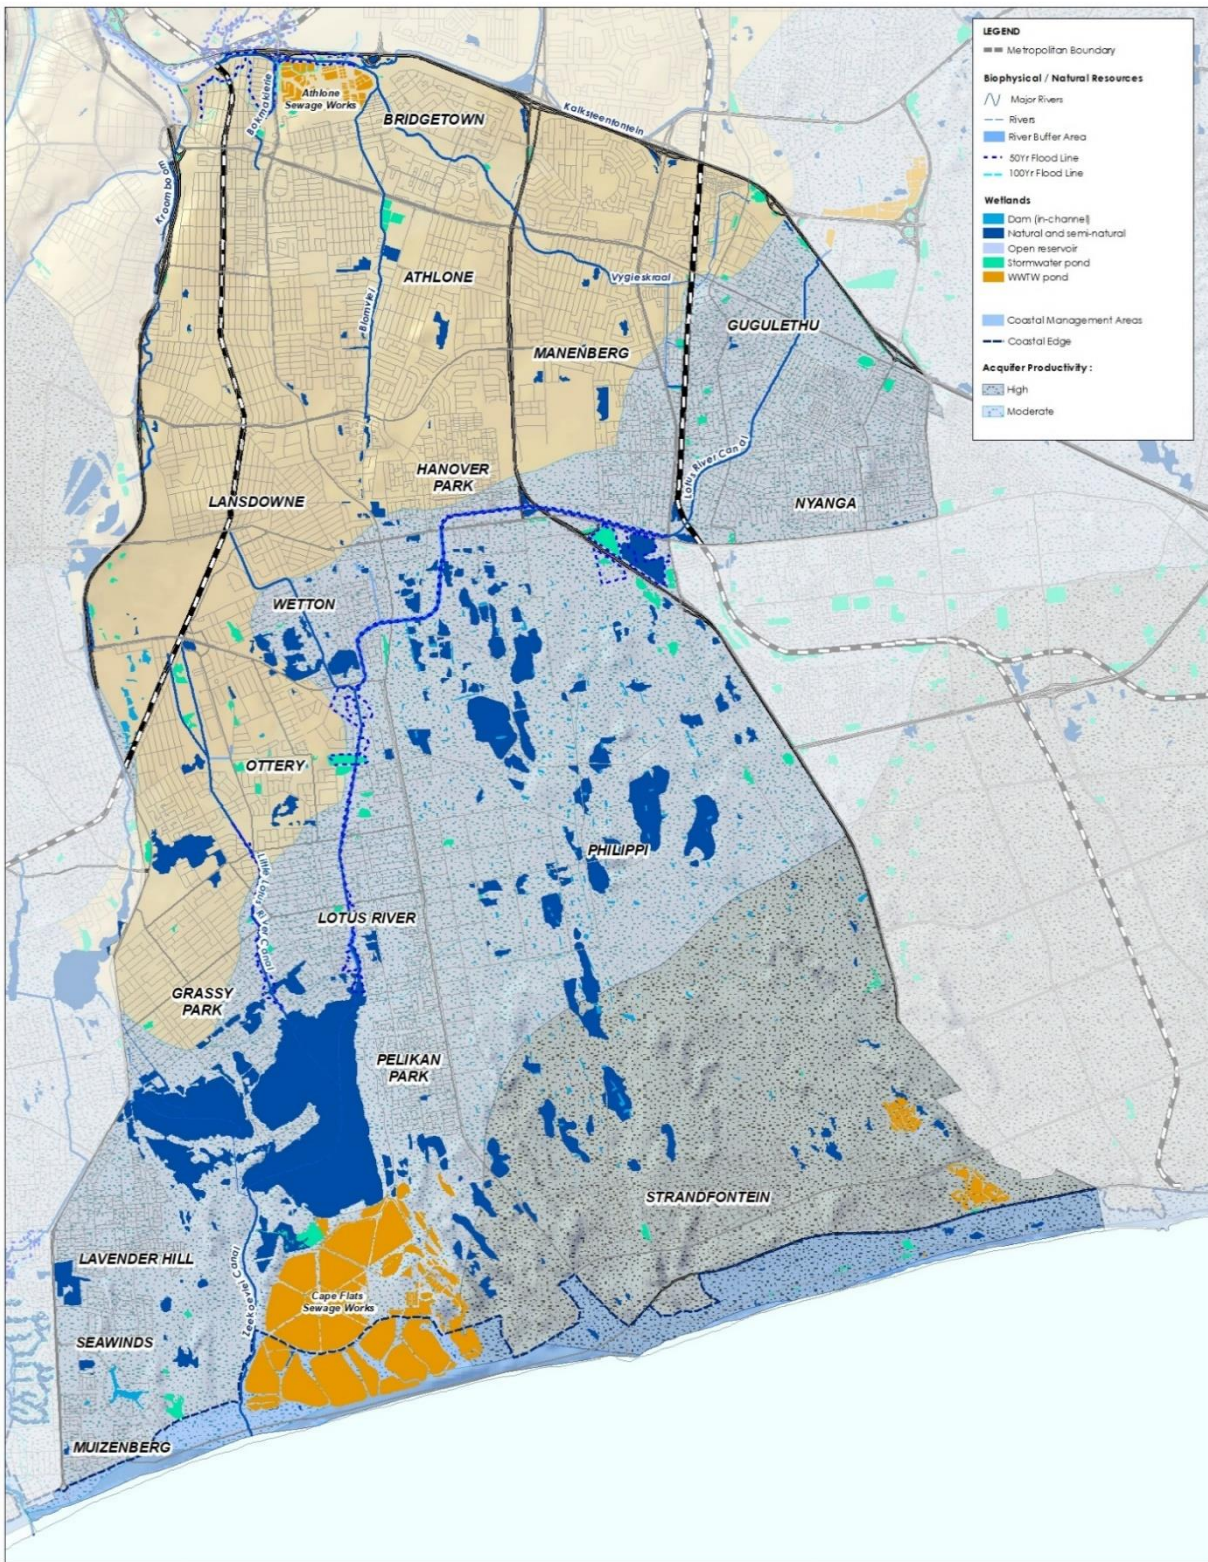 LEGEND
Metropolitan Boundary
Biophysical / Natural Resources
Major Rivers
Rivers
River Buffer Area
50Yr Flood Line
100Yr Flood Line
Wetlands
Dam (in-channel)
Natural and semi-natural
Open reservoir
Stormwater pond
WWTW pond
Coastal Management Areas
Coastal Edge
Acquifer Productivity :
High
Moderate
Athlone
Sewage Works
Bokmakierie
BRIDGETOWN
Kalksteenfontein
Kromboom
ATHLONE
Blomvlei
Vygieskraal
GUGULETHU
MANENBERG
Lotus River Canal
HANOVER
PARK
LANSDOWNE
NYANGA
WETTON
OTTERY
PHILIPPI
Little Lotus River Canal
LOTUS RIVER
GRASSY
PARK
PELIKAN
PARK
STRANDFONTEIN
LAVENDER HILL
Zeekoevlei Canal
Cape Flats
Sewage Works
SEAWINDS
MUIZENBERG